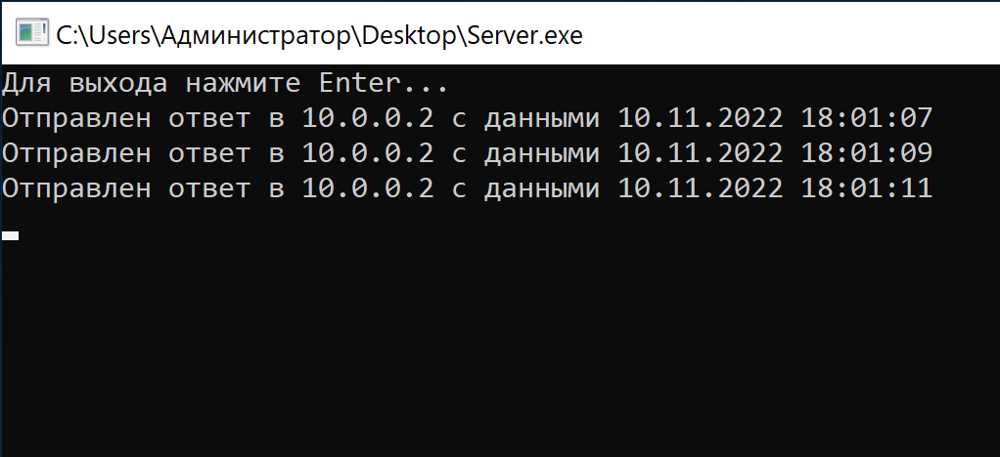 C:\Users\Администратор\Desktop\Server.exe
Для выхода нажмите Enter...
Отправлен ответ в 10.0.0.2 с данными 10.11.2022 18:01:07
Отправлен ответ в 10.0.0.2 с данными 10.11.2022 18:01:09
Отправлен ответ в 10.0.0.2 с данными 10.11.2022 18:01:11